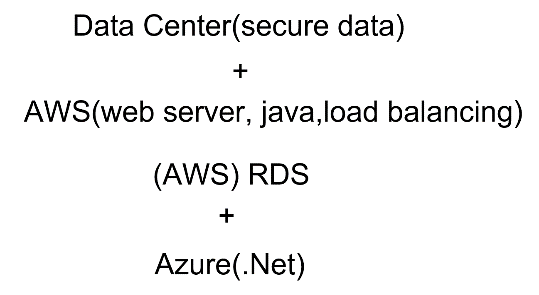 Data Center(secure data)
+
AWS(web server, java,load balancing)
(AWS) RDS
+
Azure(.Net)